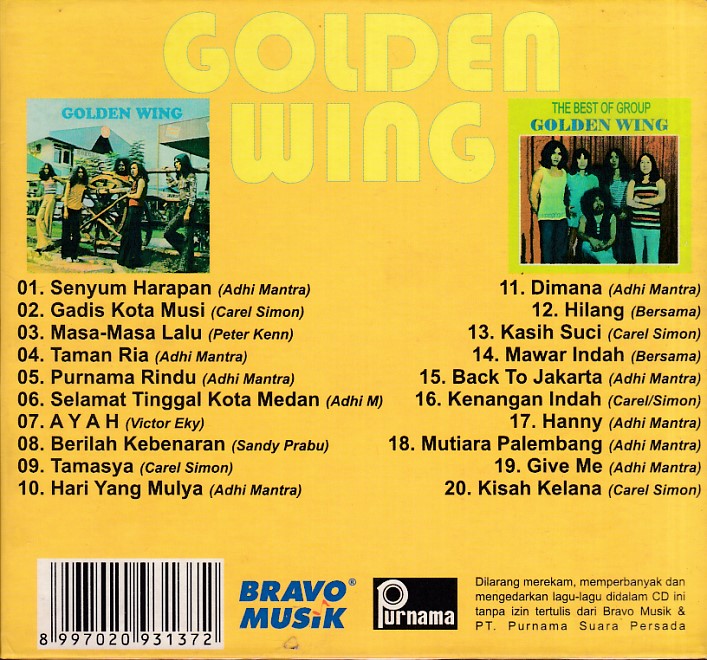 GOLDEN
WING
GOLDEN WING
THE BEST OF GROUP
GOLDEN WING
01. Senyum Harapan (Adhi Mantra)
02. Gadis Kota Musi (Carel Simon)
03. Masa-Masa Lalu (Peter Kenn)
04. Taman Ria (Adhi Mantra)
05. Purnama Rindu (Adhi Mantra)
06. Selamat Tinggal Kota Medan (Adhi M)
07. A Y A H (Victor Eky)
08. Berilah Kebenaran (Sandy Prabu)
09. Tamasya (Carel Simon)
10. Hari Yang Mulya (Adhi Mantra)
11. Dimana (Adhi Mantra)
12. Hilang (Bersama)
13. Kasih Suci (Carel Simon)
14. Mawar Indah (Bersama)
15. Back To Jakarta (Adhi Mantra)
16. Kenangan Indah (Carel/Simon)
17. Hanny (Adhi Mantra)
18. Mutiara Palembang (Adhi Mantra)
19. Give Me (Adhi Mantra)
20. Kisah Kelana (Carel Simon)
8 997020 931372
BRAVO®
MUSiK
Purnama
Dilarang merekam, memperbanyak dan
mengedarkan lagu-lagu didalam CD ini
tanpa izin tertulis dari Bravo Musik &
PT. Purnama Suara Persada